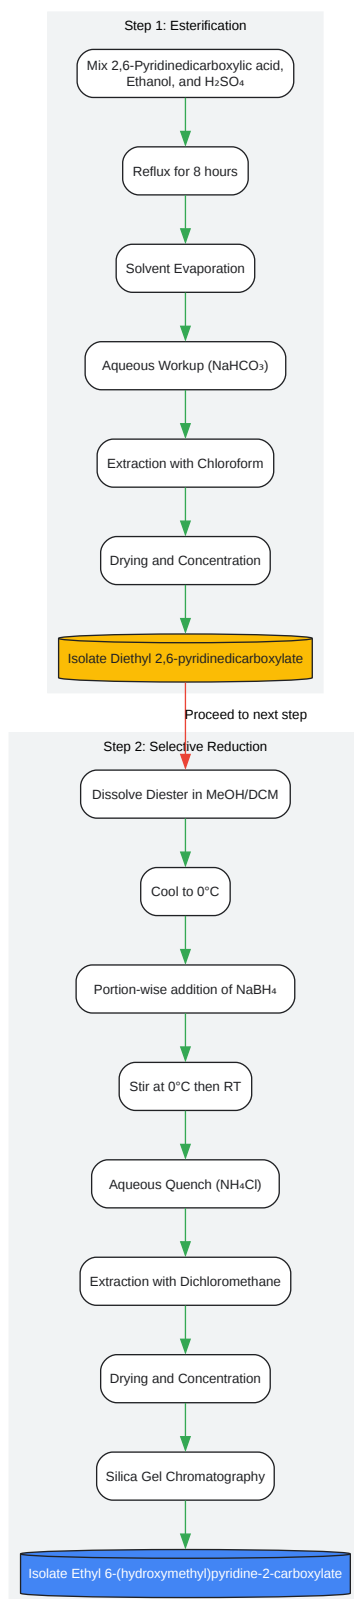 Step 1: Esterification
Mix 2,6-Pyridinedicarboxylic acid,
Ethanol, and H₂SO₄
Reflux for 8 hours
Solvent Evaporation
Aqueous Workup (NaHCO₃)
Extraction with Chloroform
Drying and Concentration
Isolate Diethyl 2,6-pyridinedicarboxylate
Proceed to next step
Step 2: Selective Reduction
Dissolve Diester in MeOH/DCM
Cool to 0°C
Portion-wise addition of NaBH₄
Stir at 0°C then RT
Aqueous Quench (NH₄Cl)
Extraction with Dichloromethane
Drying and Concentration
Silica Gel Chromatography
Isolate Ethyl 6-(hydroxymethyl)pyridine-2-carboxylate